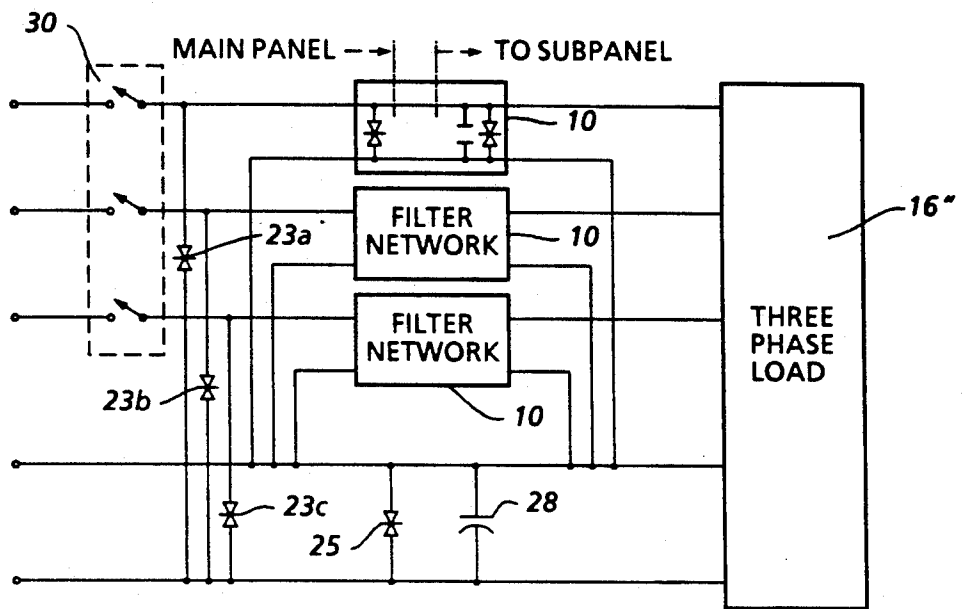 30
MAIN PANEL
TO SUBPANEL
10
16"
FILTER
NETWORK
10
23a
FILTER
NETWORK
THREE
PHASE
LOAD
23b
10
23c
25
28